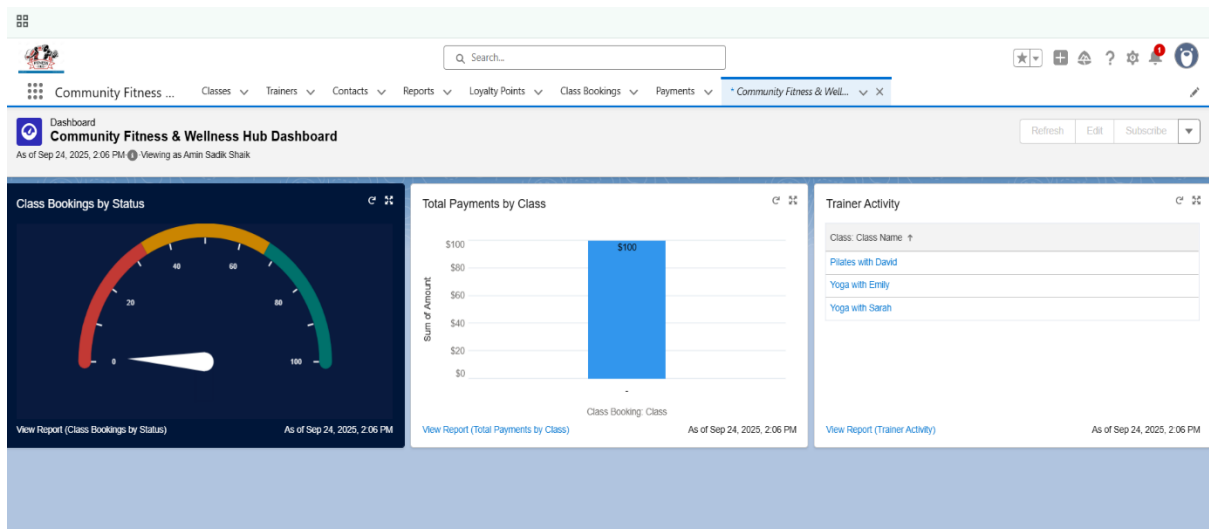 Search...
1
Community Fitness ...
Classes
Trainers
Contacts
Reports
Loyalty Points
Class Bookings
Payments
* Community Fitness & Well...
Dashboard
Community Fitness & Wellness Hub Dashboard
As of Sep 24, 2025, 2:06 PM Viewing as Amin Sadik Shaik
Refresh
Edit
Subscribe
Class Bookings by Status
0
20
40
60
80
100
View Report (Class Bookings by Status)
As of Sep 24, 2025, 2:06 PM
Total Payments by Class
Sum of Amount
$100
$80
$60
$40
$20
$0
$100
-
Class Booking: Class
View Report (Total Payments by Class)
As of Sep 24, 2025, 2:06 PM
Trainer Activity
Class: Class Name ↑
Pilates with David
Yoga with Emily
Yoga with Sarah
View Report (Trainer Activity)
As of Sep 24, 2025, 2:06 PM